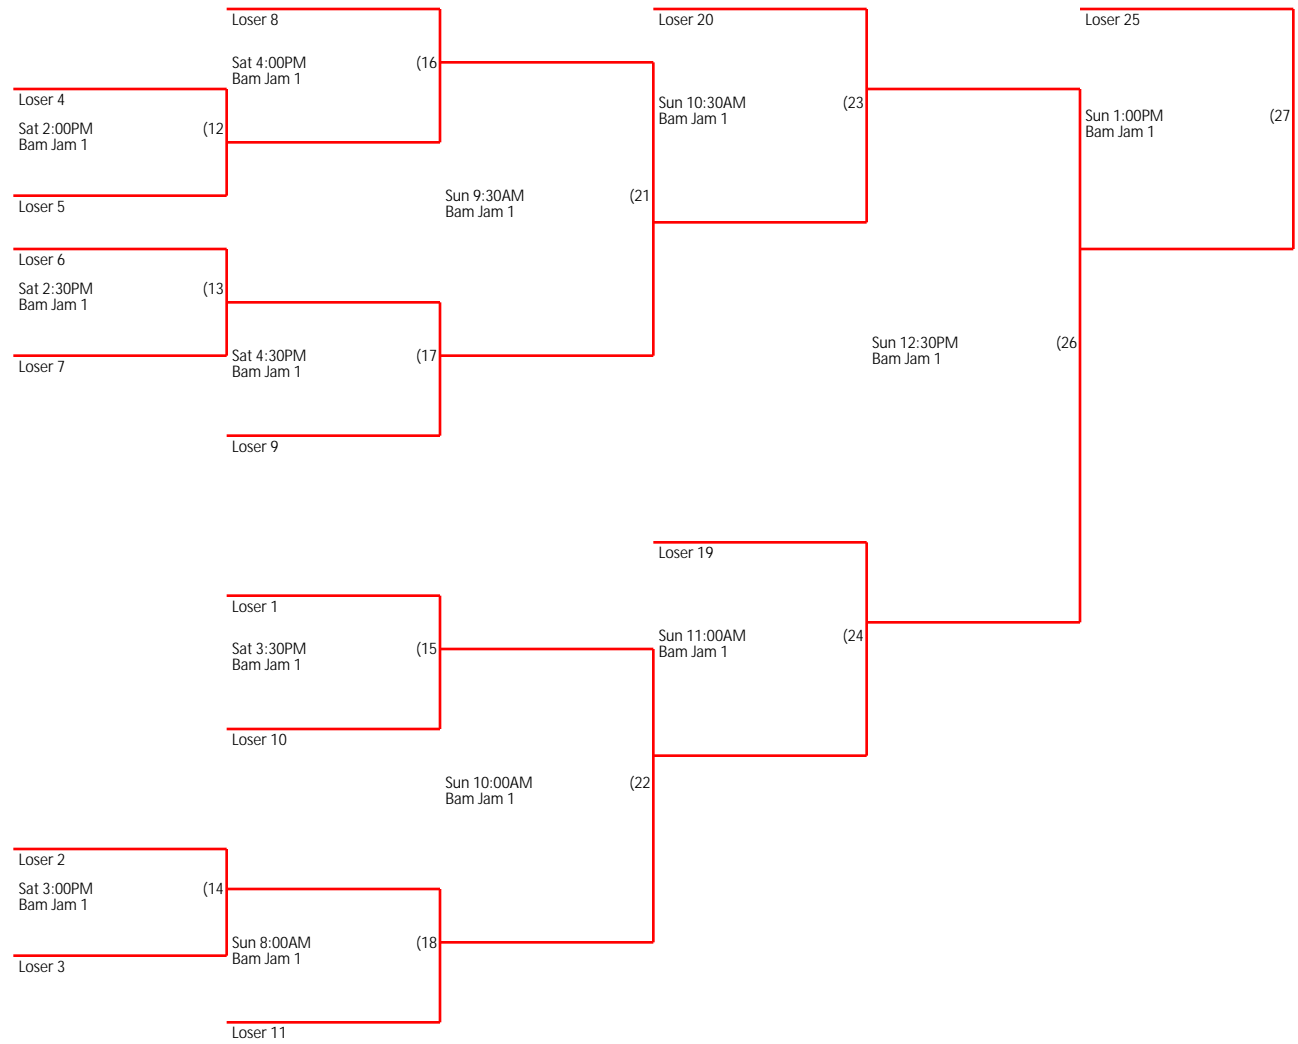 Loser 8
Sat 4:00PM
Bam Jam 1
(16
Loser 4
Sat 2:00PM
Bam Jam 1
(12
Loser 5
Loser 6
Sat 2:30PM
Bam Jam 1
(13
Loser 7
Sat 4:30PM
Bam Jam 1
(17
Loser 9
Sun 9:30AM
Bam Jam 1
(21
Loser 20
Sun 10:30AM
Bam Jam 1
(23
Loser 25
Sun 1:00PM
Bam Jam 1
(27
Sun 12:30PM
Bam Jam 1
(26
Loser 19
Sun 11:00AM
Bam Jam 1
(24
Loser 1
Sat 3:30PM
Bam Jam 1
(15
Loser 10
Sun 10:00AM
Bam Jam 1
(22
Loser 2
Sat 3:00PM
Bam Jam 1
(14
Loser 3
Sun 8:00AM
Bam Jam 1
(18
Loser 11